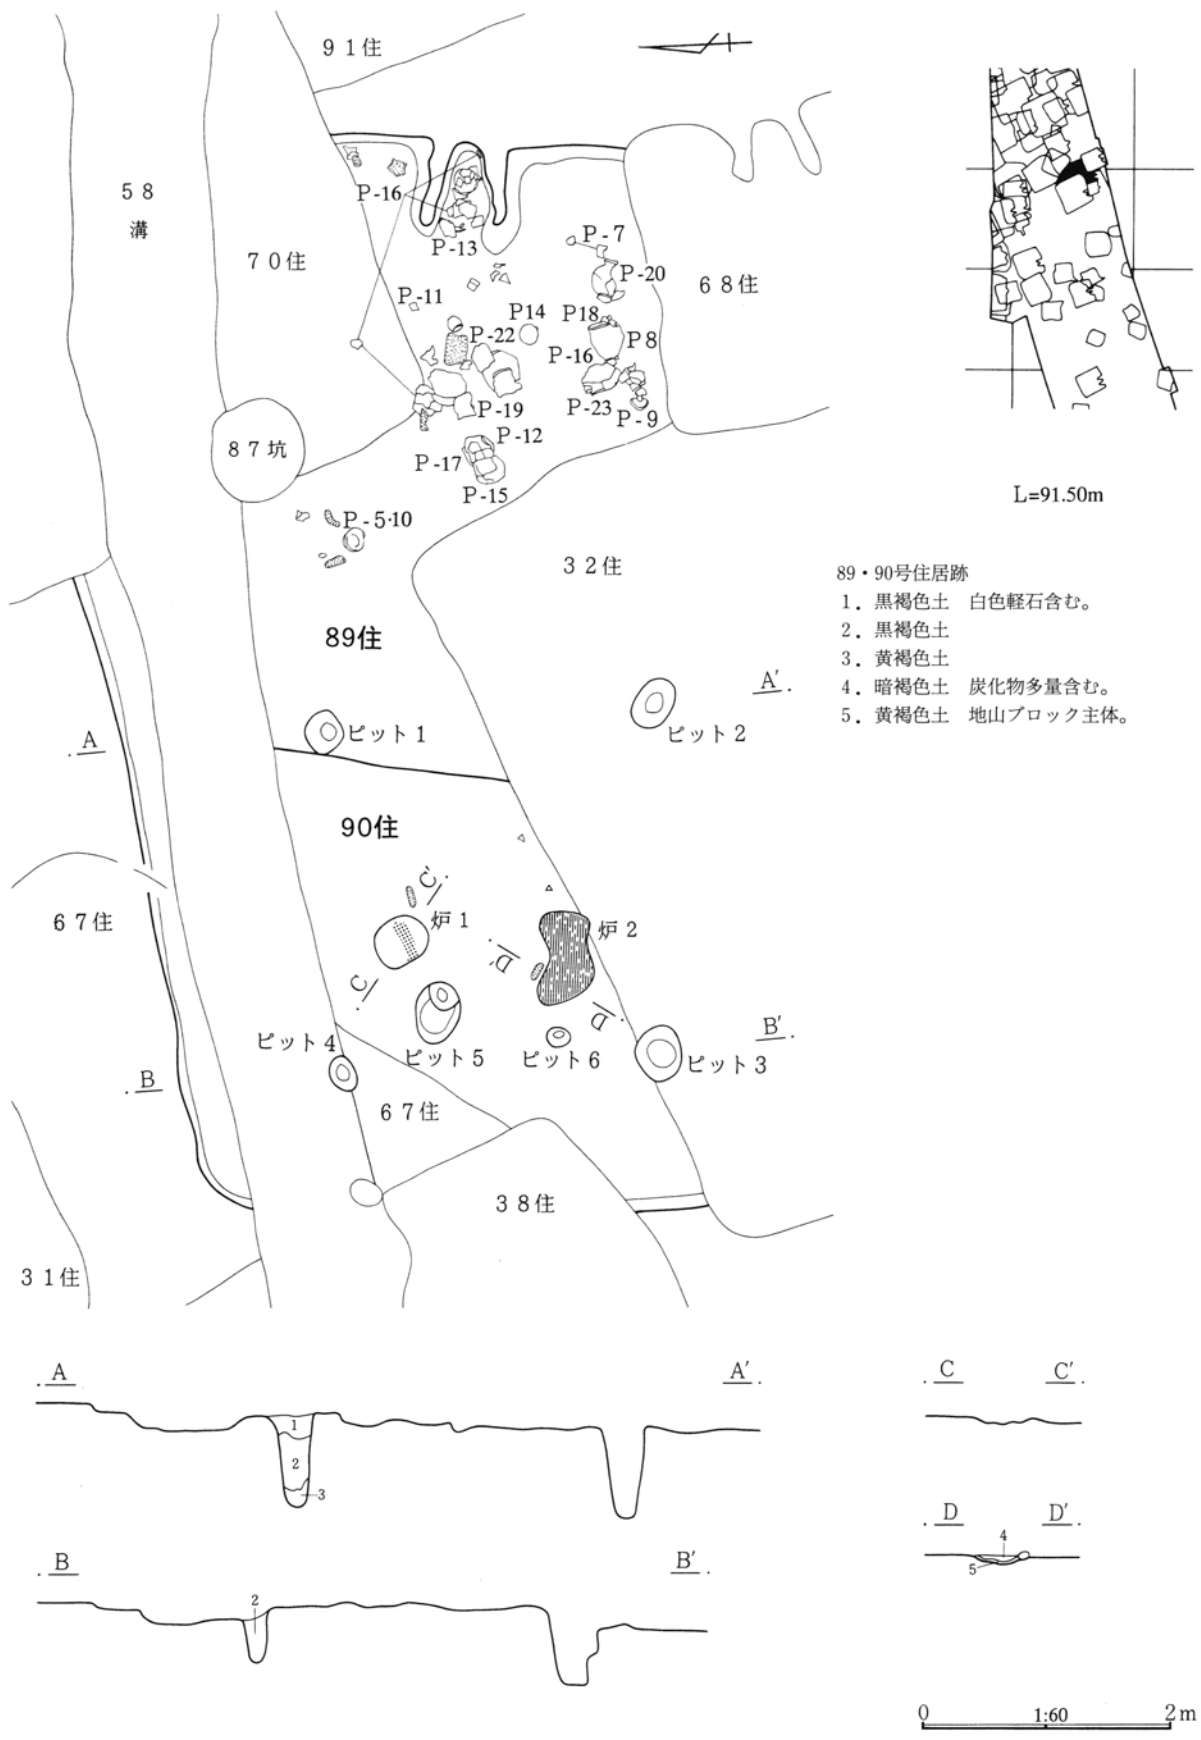 91住
58
溝
70住
P-16
P-13
P-7
P-20
68住
P-11
P14
P18
P-22
P8
P-16
P-23
P-9
P-19
P-12
P-17
P-15
87坑
P-5·10
32住
89住
L=91.50m
89・90号住居跡
1．黒褐色土　白色軽石含む。
2．黒褐色土
3．黄褐色土
4．暗褐色土　炭化物多量含む。
5．黄褐色土　地山ブロック主体。
A
A′
ピット1
ピット2
90住
67住
C′
炉1
炉2
D′
C
D
ピット4
ピット5
ピット6
ピット3
B′
B
67住
38住
31住
A
A′
1
2
3
B
B′
2
C
C′
D
D′
4
5
0
1:60
2m